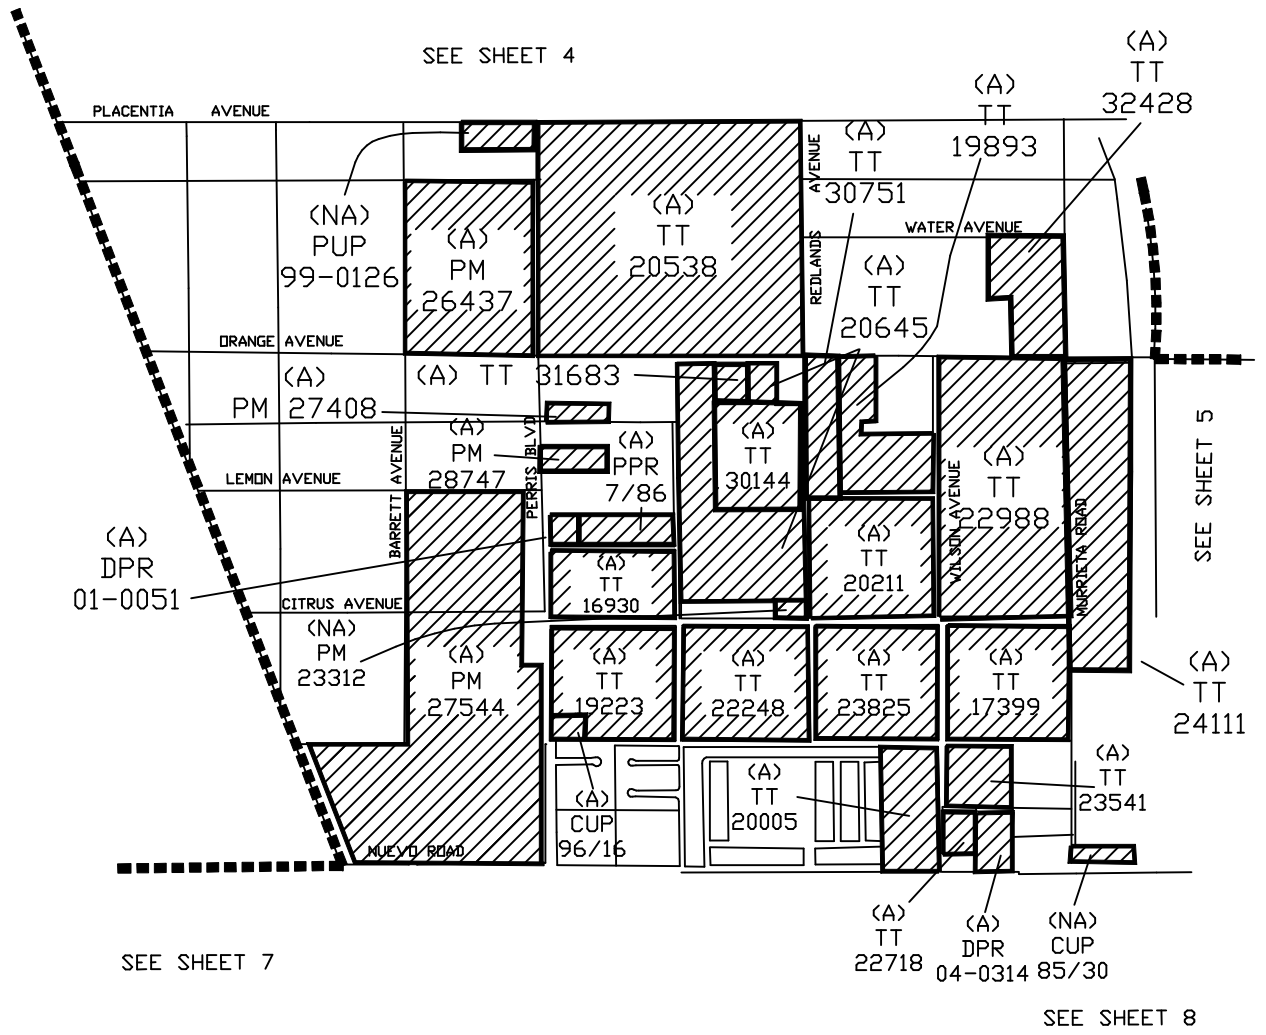 SEE SHEET 4
(A)
TT
32428
(A)
TT
19893
PLACENTIA AVENUE
(A)
TT
30751
REDLANDS AVENUE
(NA)
PUP
99-0126
(A)
PM
26437
(A)
TT
20538
WATER AVENUE
(A)
TT
20645
ORANGE AVENUE
(A)
PM 27408
(A) TT 31683
BARRETT AVENUE
PERRIS BLVD
(A)
PM
28747
(A)
PPR
7/86
(A)
TT
30144
(A)
TT
22988
WILSON AVENUE
MURRIETA ROAD
SEE SHEET 5
LEMON AVENUE
(A)
DPR
01-0051
(A)
TT
16930
(A)
TT
20211
CITRUS AVENUE
(NA)
PM
23312
(A)
PM
27544
(A)
TT
19223
(A)
TT
22248
(A)
TT
23825
(A)
TT
17399
(A)
TT
24111
(A)
CUP
96/16
(A)
TT
20005
(A)
TT
23541
NUEVO ROAD
(A)
TT
22718
(A)
DPR
04-0314
(NA)
CUP
85/30
SEE SHEET 7
SEE SHEET 8